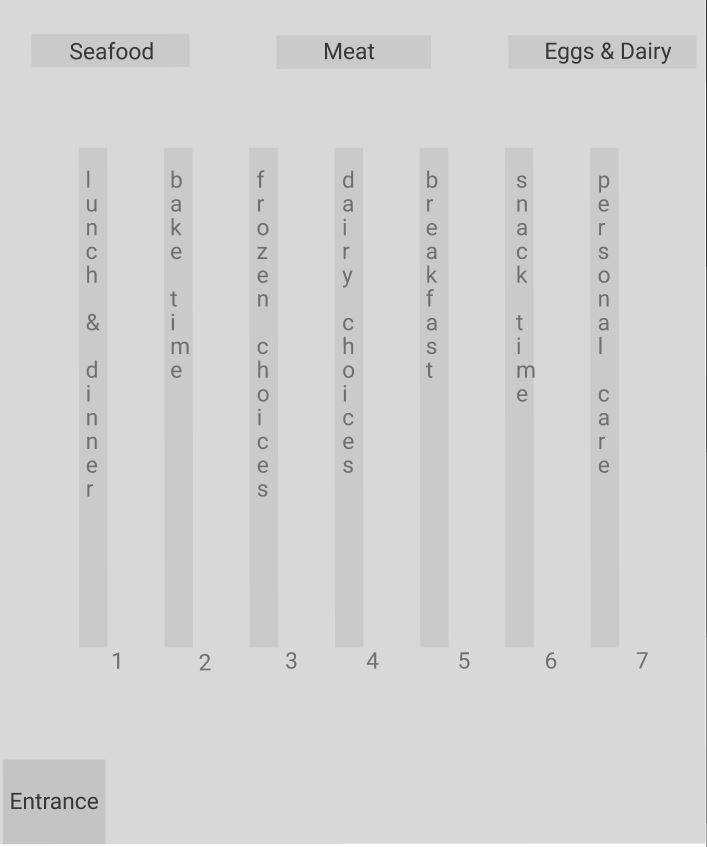 Seafood
Meat
Eggs & Dairy
lunch & dinner
bake time
frozen choices
dairy choices
breakfast
snack time
personal care
1
2
3
4
5
6
7
Entrance